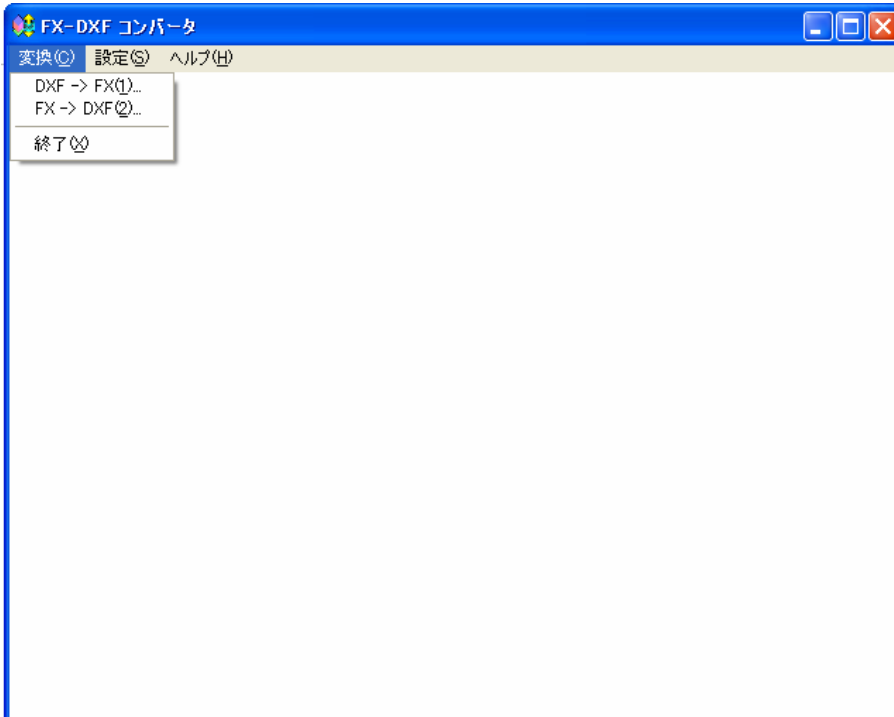 FX-DXF コンバータ
変換(C) 設定(S) ヘルプ(H)
DXF -> FX(1)...
FX -> DXF(2)...
終了(X)